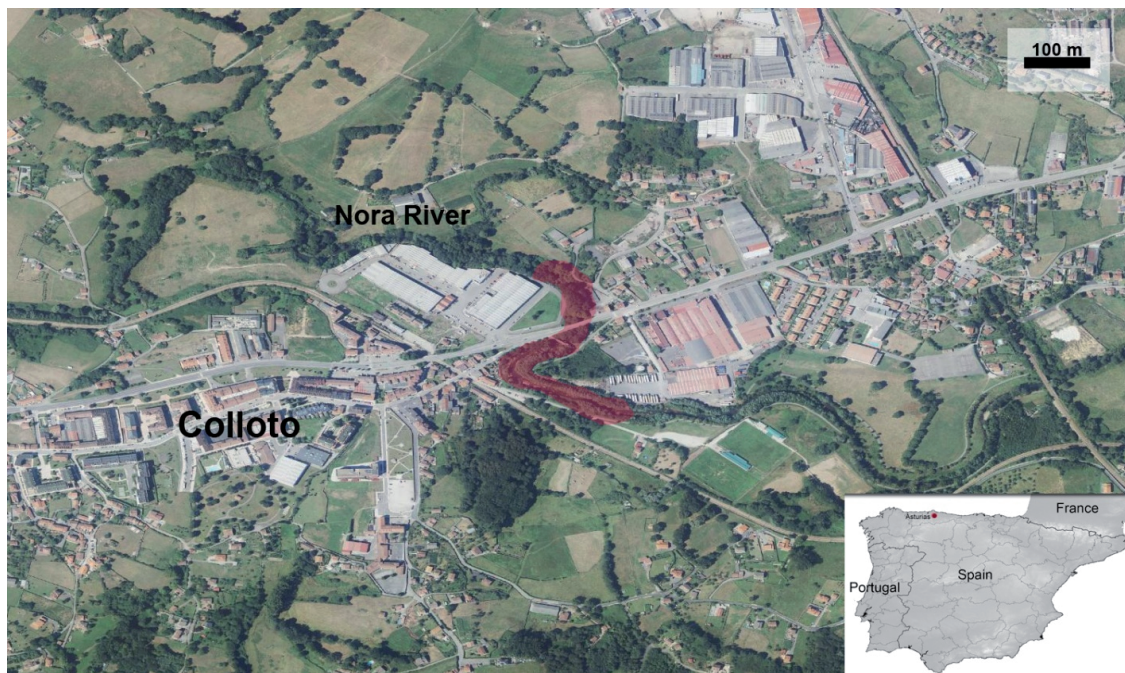 100 m
Nora River
Colloto
France
Asturias
Spain
Portugal